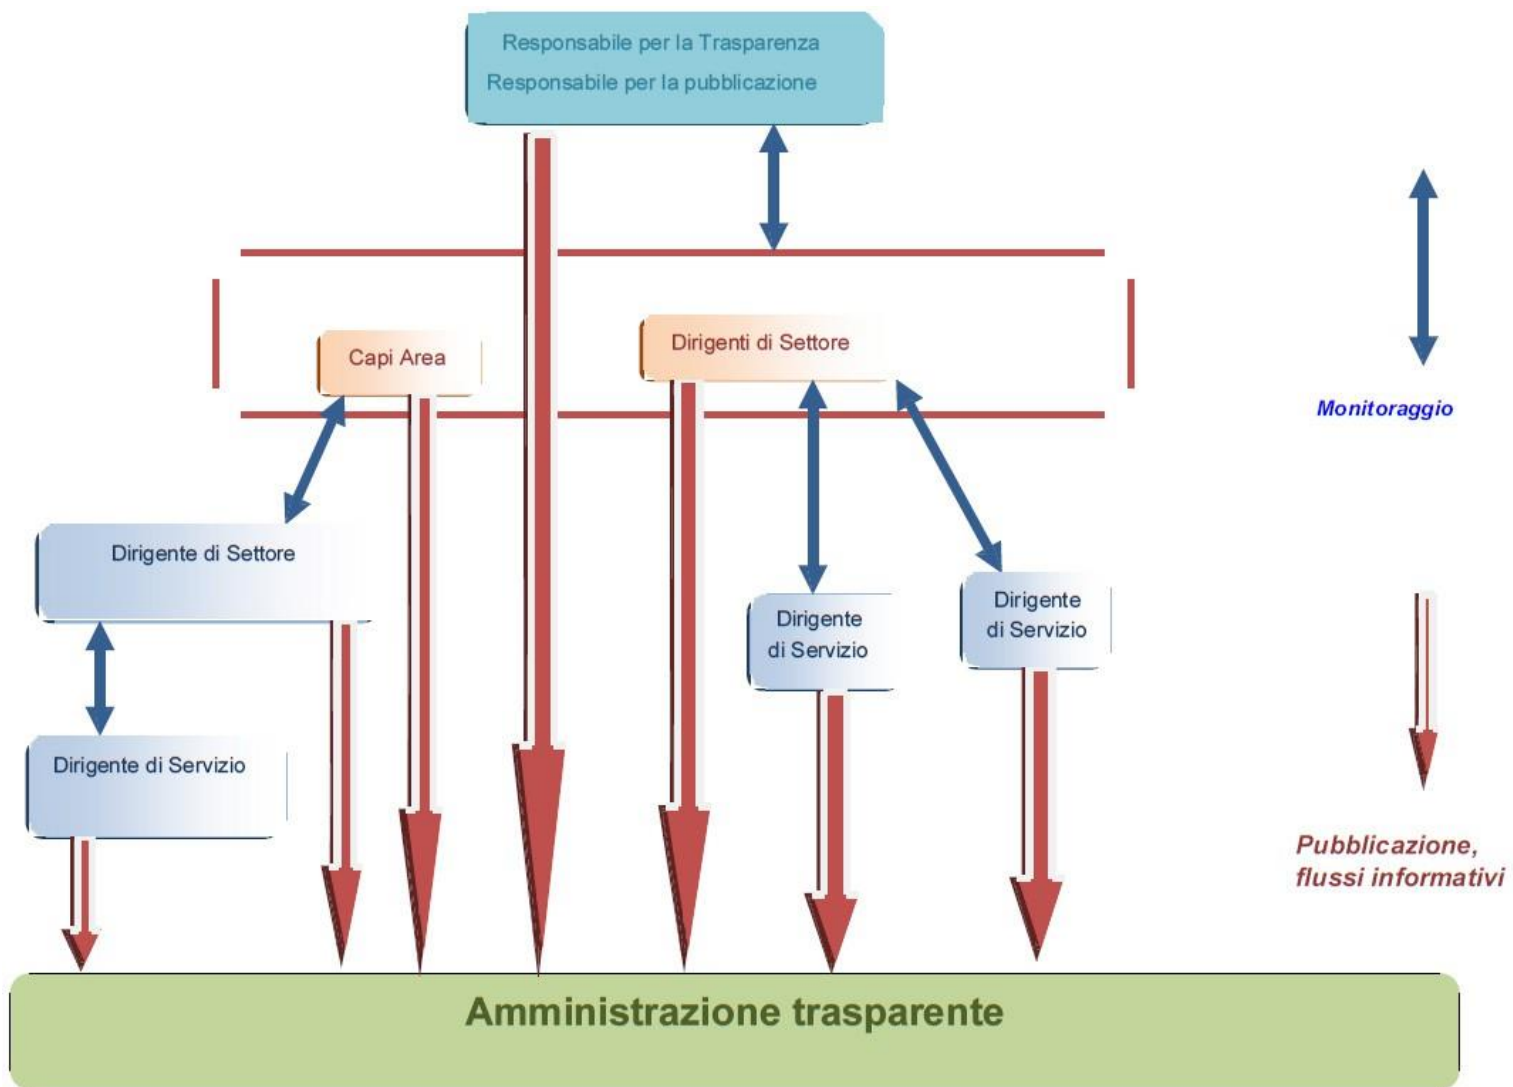 Responsabile per la Trasparenza
Responsabile per la pubblicazione
Capi Area
Dirigenti di Settore
Monitoraggio
Dirigente di Settore
Dirigente
di Servizio
Dirigente
di Servizio
Dirigente di Servizio
Pubblicazione,
flussi informativi
Amministrazione trasparente